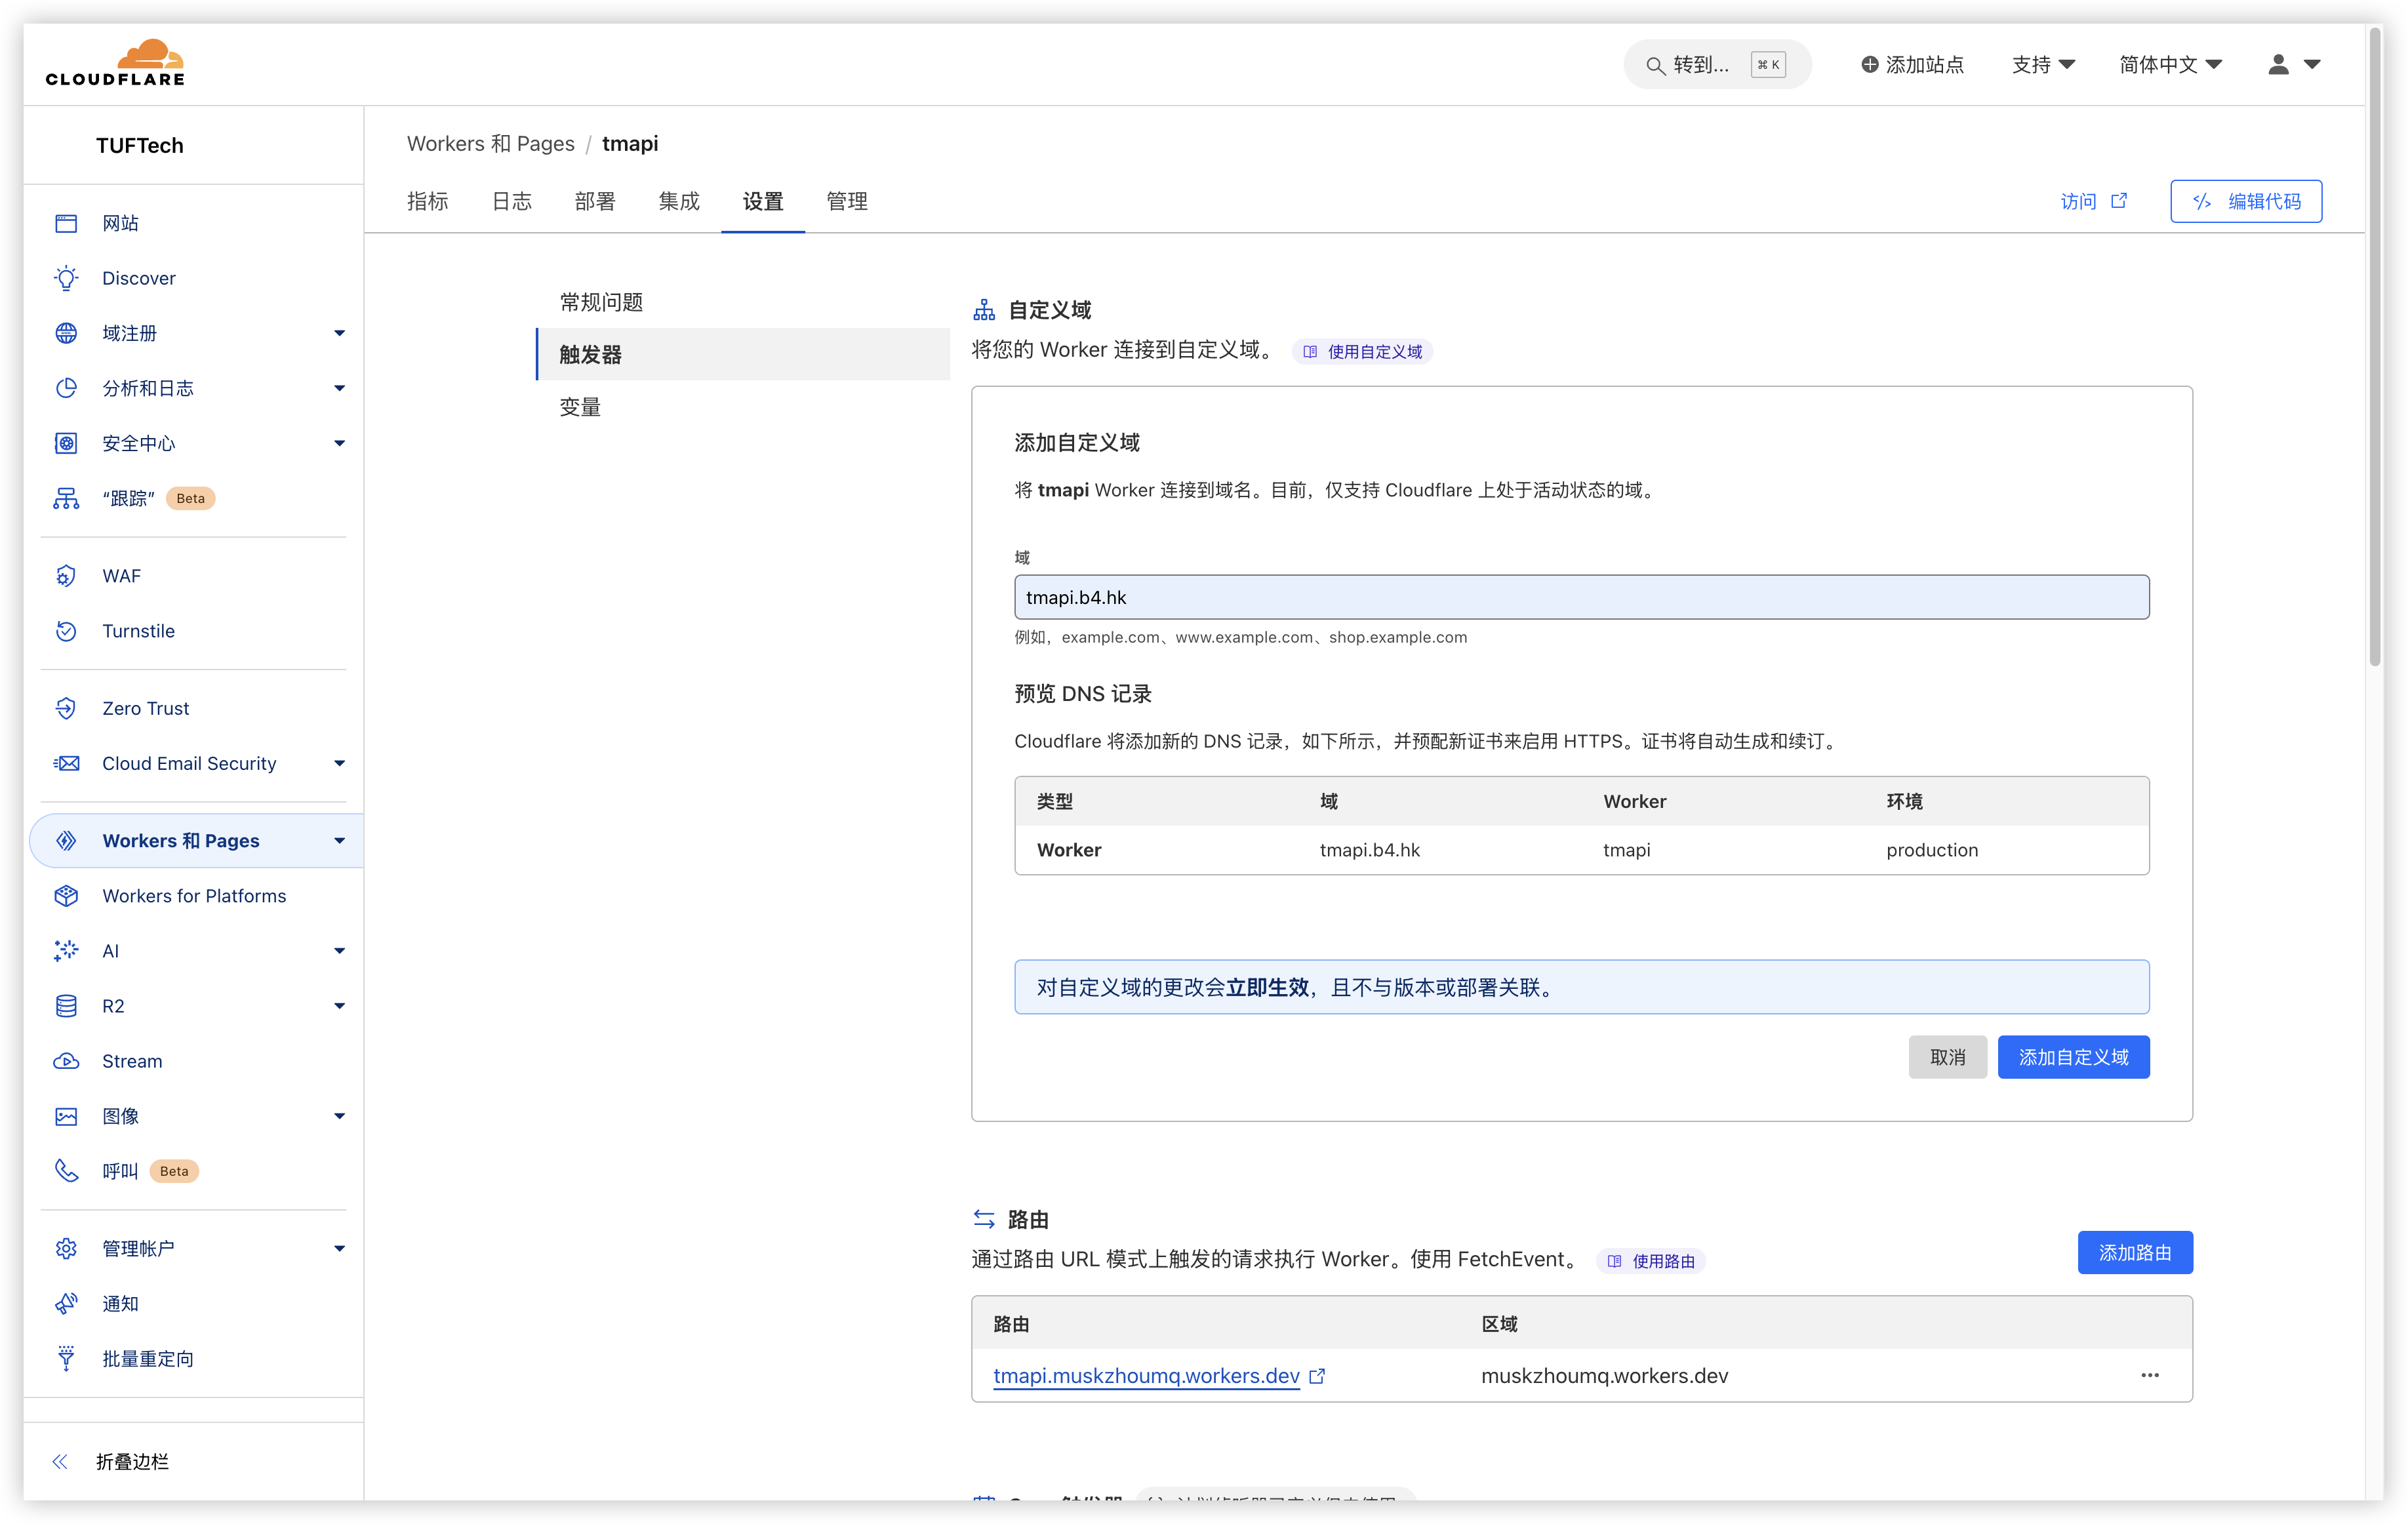 CLOUDFLARE
转到... ⌘ K
添加站点
支持
简体中文
TUFTech
网站
Discover
域注册
分析和日志
安全中心
“跟踪” Beta
WAF
Turnstile
Zero Trust
Cloud Email Security
Workers 和 Pages
Workers for Platforms
AI
R2
Stream
图像
呼叫 Beta
管理帐户
通知
批量重定向
折叠边栏
Workers 和 Pages / tmapi
指标 日志 部署 集成 设置 管理
访问
编辑代码
常规问题
触发器
变量
自定义域
将您的 Worker 连接到自定义域。 使用自定义域
添加自定义域
将 tmapi Worker 连接到域名。目前，仅支持 Cloudflare 上处于活动状态的域。
域
tmapi.b4.hk
例如，example.com、www.example.com、shop.example.com
预览 DNS 记录
Cloudflare 将添加新的 DNS 记录，如下所示，并预配新证书来启用 HTTPS。证书将自动生成和续订。
类型 域 Worker 环境
Worker tmapi.b4.hk tmapi production
对自定义域的更改会立即生效，且不与版本或部署关联。
取消 添加自定义域
路由
通过路由 URL 模式上触发的请求执行 Worker。使用 FetchEvent。 使用路由
添加路由
路由 区域
tmapi.muskzhoumq.workers.dev muskzhoumq.workers.dev